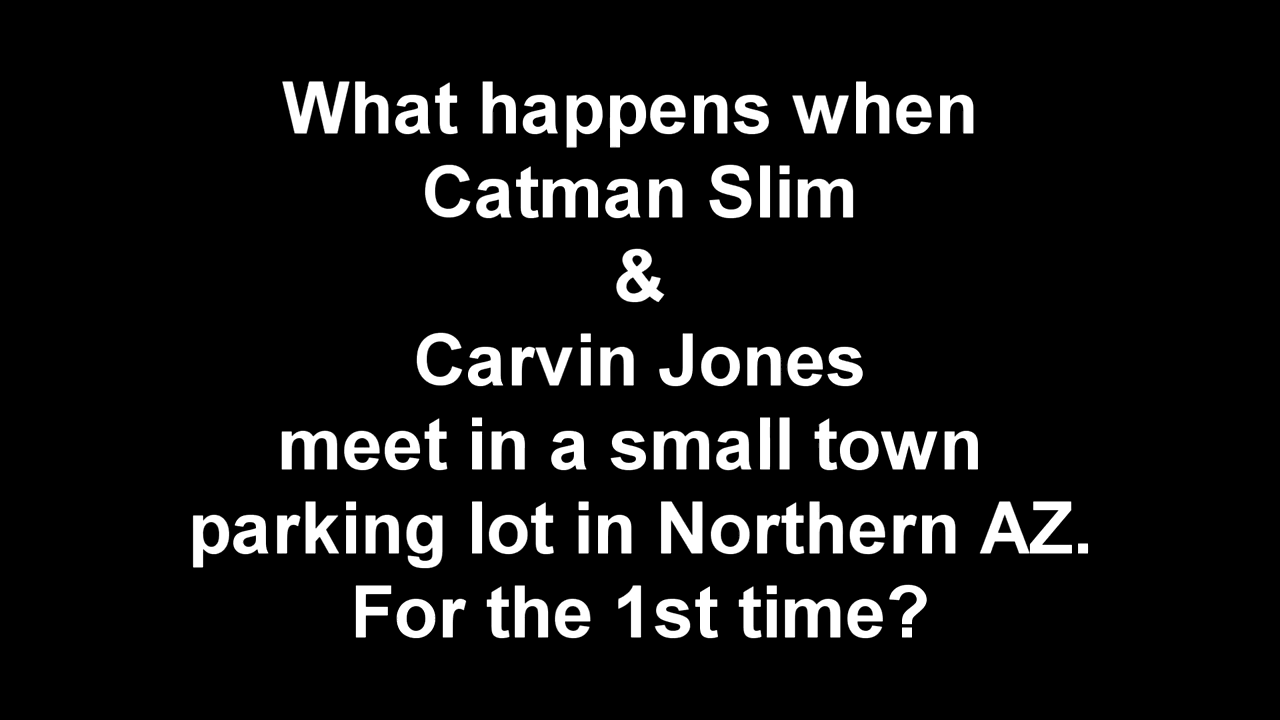 What happens when
Catman Slim
&
Carvin Jones
meet in a small town
parking lot in Northern AZ.
For the 1st time?